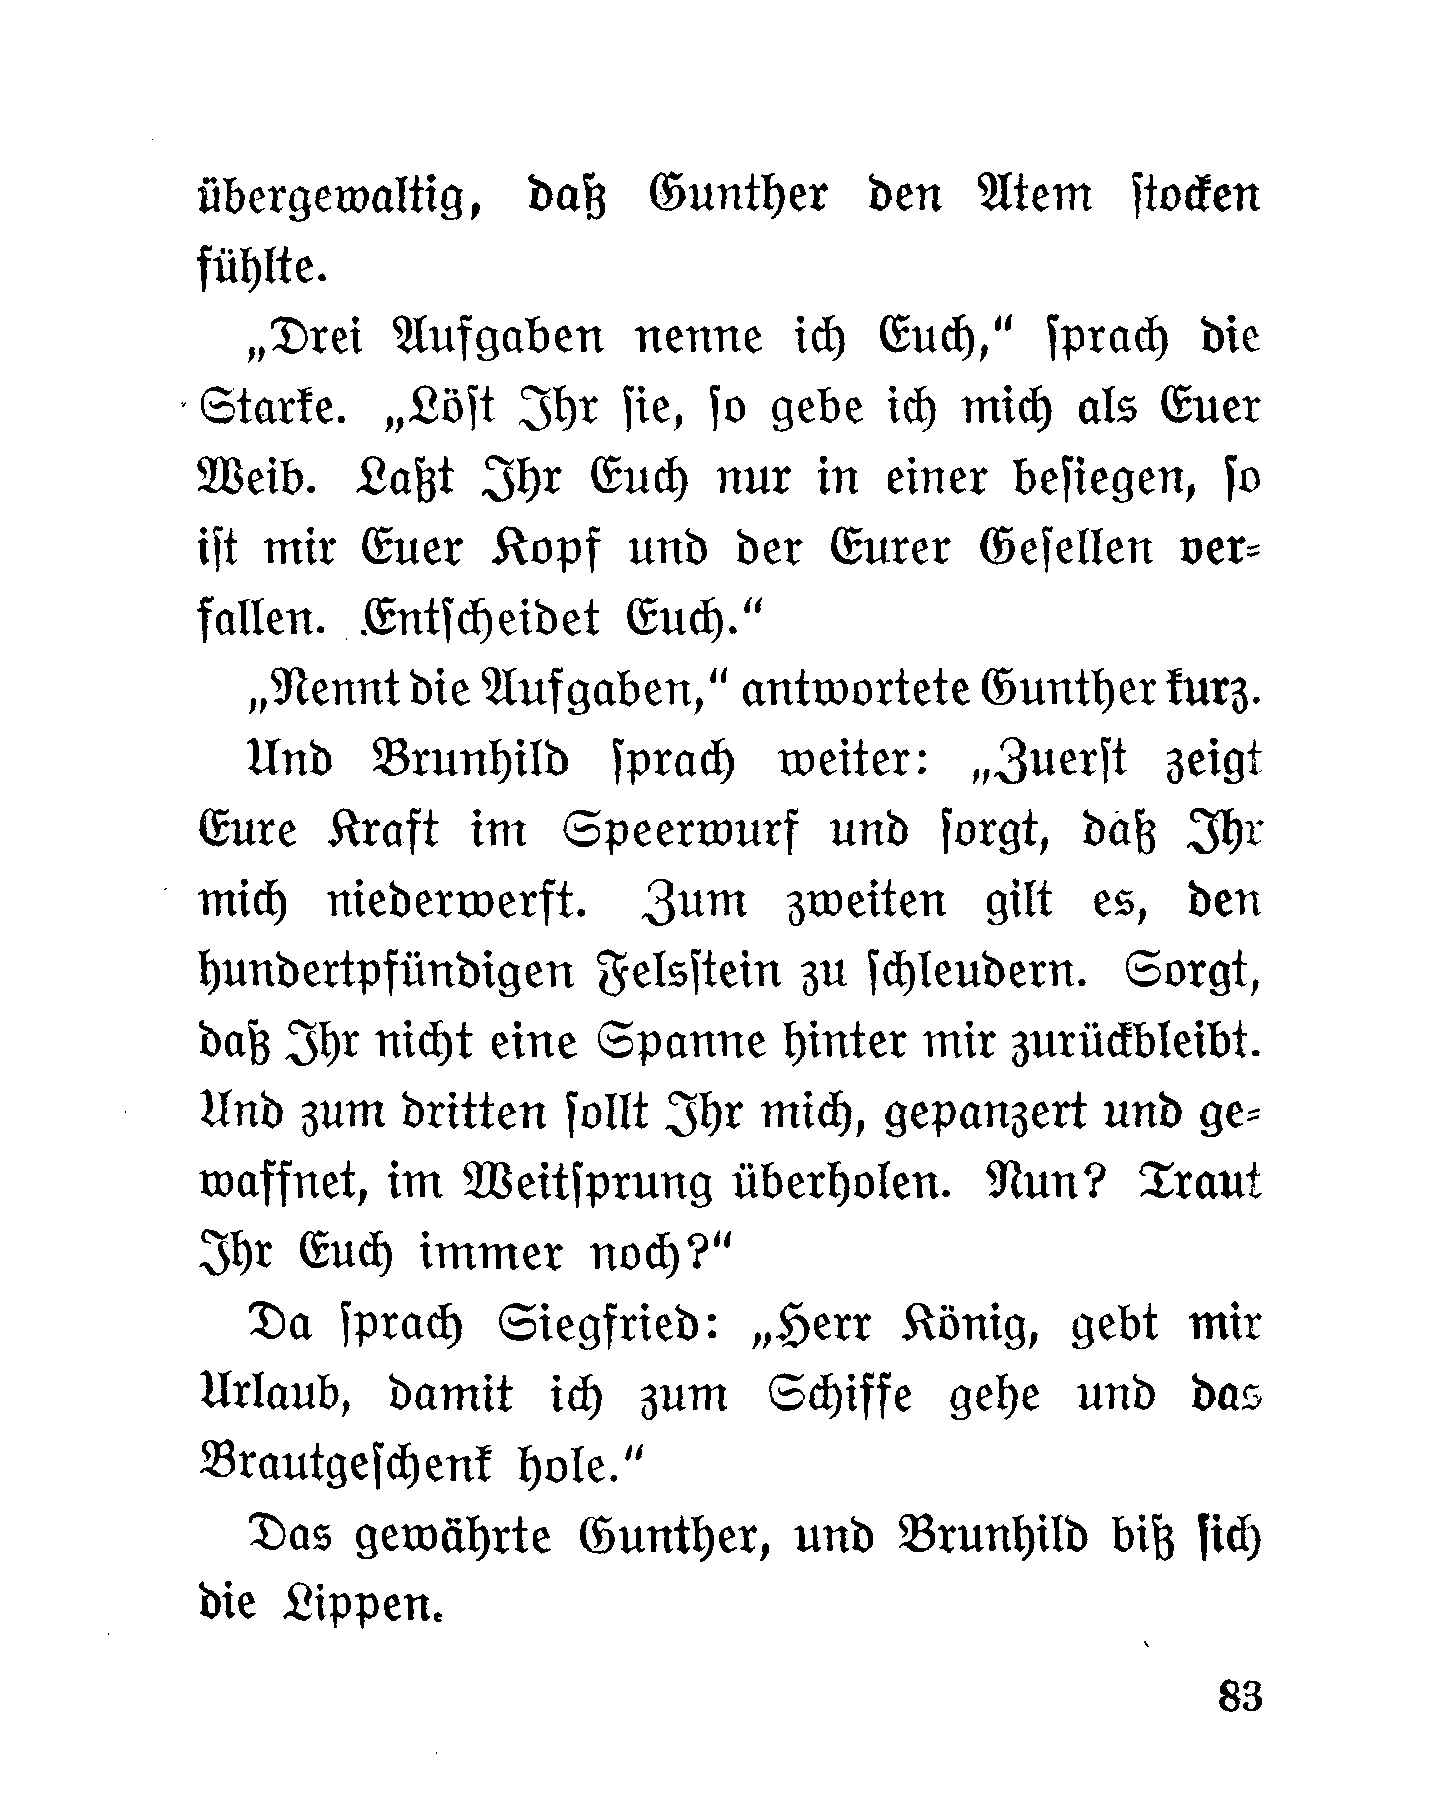 übergewaltig, daß Gunther den Atem ſtocken
fühlte.
„Drei Aufgaben nenne ich Euch,“ ſprach die
Starke. „Löſt Ihr ſie, ſo gebe ich mich als Euer
Weib. Laßt Ihr Euch nur in einer beſiegen, ſo
iſt mir Euer Kopf und der Eurer Geſellen ver⸗
fallen. Entſcheidet Euch.“
„Nennt die Aufgaben,“ antwortete Gunther kurz.
Und Brunhild ſprach weiter: „Zuerſt zeigt
Eure Kraft im Speerwurf und ſorgt, daß Ihr
mich niederwerft. Zum zweiten gilt es, den
hundertpfündigen Felsſtein zu ſchleudern. Sorgt,
daß Ihr nicht eine Spanne hinter mir zurückbleibt.
Und zum dritten ſollt Ihr mich, gepanzert und ge⸗
waffnet, im Weitſprung überholen. Nun? Traut
Ihr Euch immer noch?“
Da ſprach Siegfried: „Herr König, gebt mir
Urlaub, damit ich zum Schiffe gehe und das
Brautgeſchenk hole.“
Das gewährte Gunther, und Brunhild biß ſich
die Lippen.
83